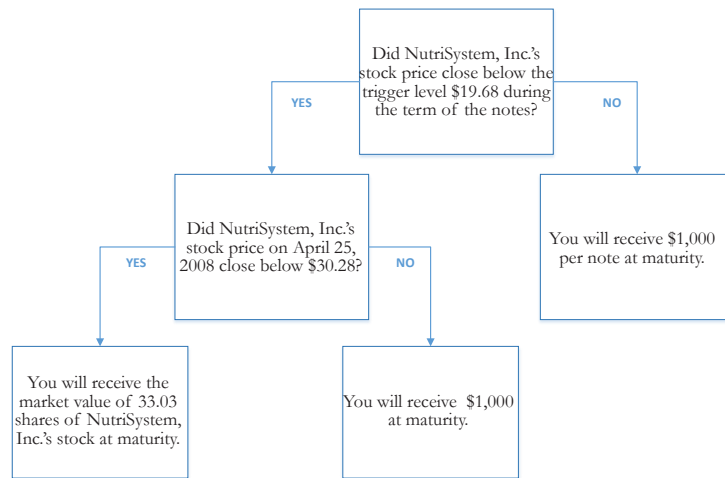 Did NutriSystem, Inc.'s
stock price close below the
trigger level $19.68 during
the term of the notes?
YES
NO
Did NutriSystem, Inc.'s
stock price on April 25,
2008 close below $30.28?
You will receive $1,000
per note at maturity.
YES
NO
You will receive the
market value of 33.03
shares of NutriSystem,
Inc.'s stock at maturity.
You will receive $1,000
at maturity.